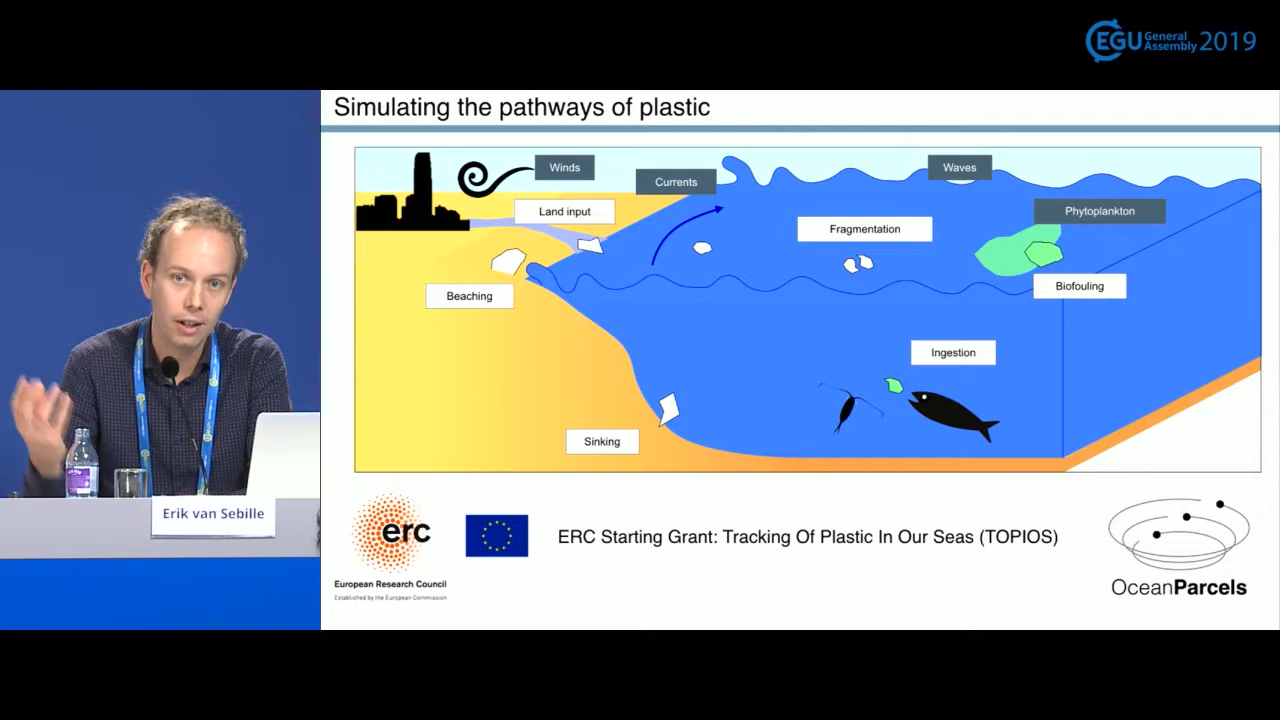 EGU General
Assembly 2019
Simulating the pathways of plastic
Winds
Currents
Waves
Land input
Phytoplankton
Fragmentation
Beaching
Biofouling
Ingestion
Sinking
Erik van Sebille
erc
European Research Council
Established by the European Commission
ERC Starting Grant: Tracking Of Plastic In Our Seas (TOPIOS)
OceanParcels